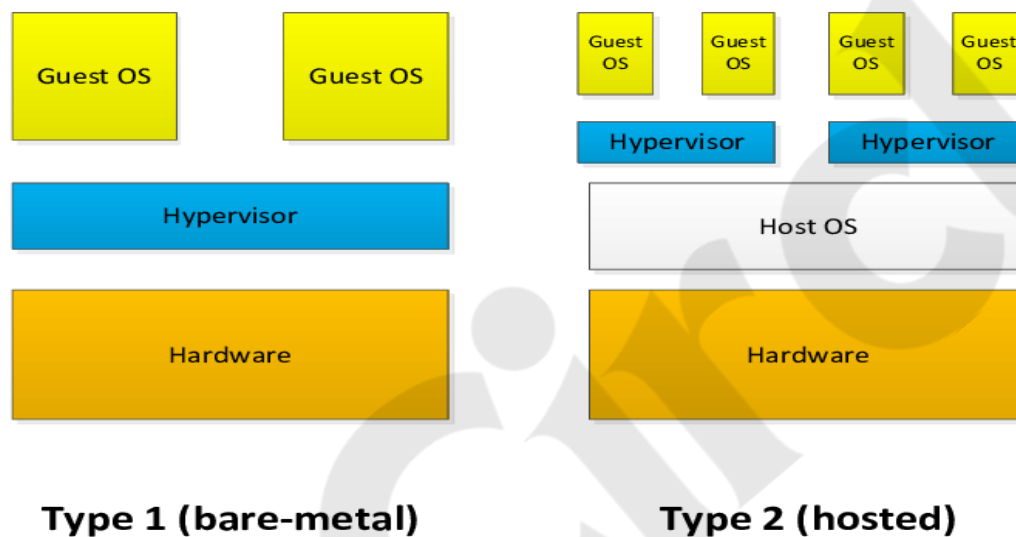 Guest OS
Guest OS
Hypervisor
Hardware
Type 1 (bare-metal)
Guest
OS
Guest
OS
Guest
OS
Guest
OS
Hypervisor
Hypervisor
Host OS
Hardware
Type 2 (hosted)